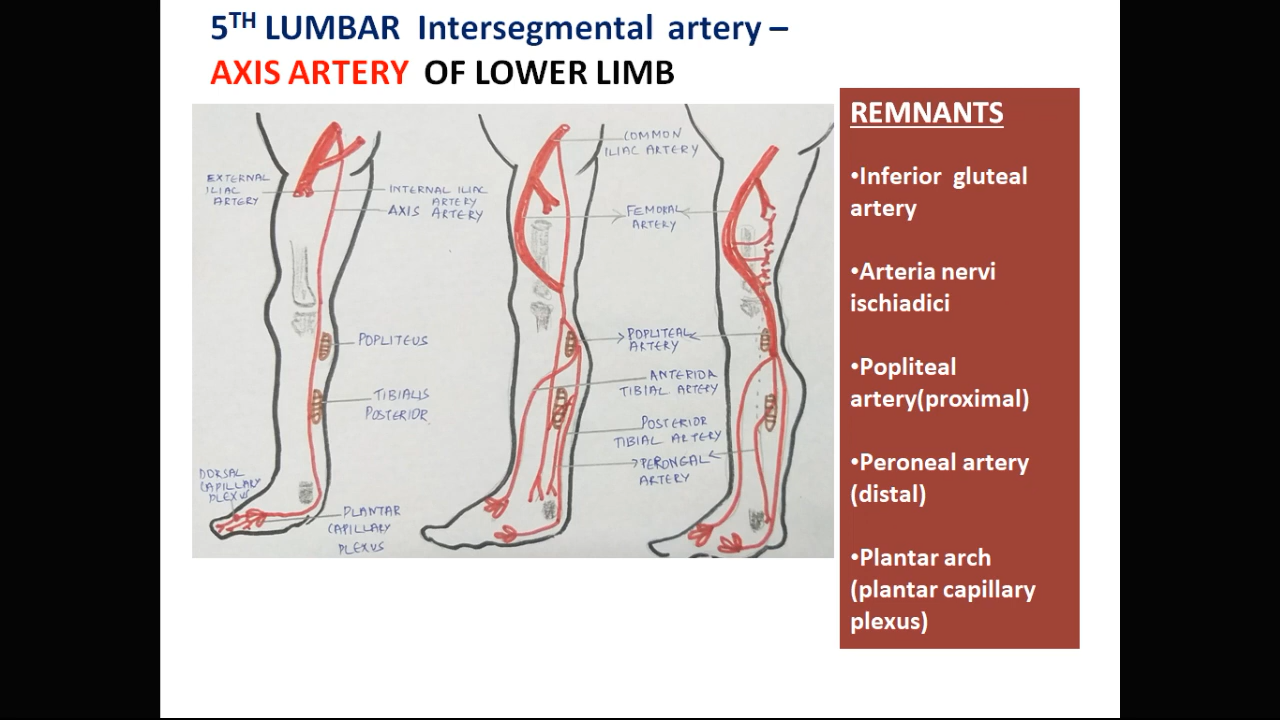 5TH LUMBAR Intersegmental artery –
AXIS ARTERY OF LOWER LIMB
EXTERNAL
ILIAC
ARTERY
INTERNAL ILIAC
ARTERY
AXIS ARTERY
POPLITEUS
TIBIALIS
POSTERIOR
DORSAL
CAPILLARY
PLEXUS
PLANTAR
CAPILLARY
PLEXUS
COMMON
ILIAC ARTERY
FEMORAL
ARTERY
POPLITEAL
ARTERY
ANTERIOR
TIBIAL ARTERY
POSTERIOR
TIBIAL ARTERY
PERONEAL
ARTERY
REMNANTS
•Inferior gluteal
artery
•Arteria nervi
ischiadici
•Popliteal
artery(proximal)
•Peroneal artery
(distal)
•Plantar arch
(plantar capillary
plexus)